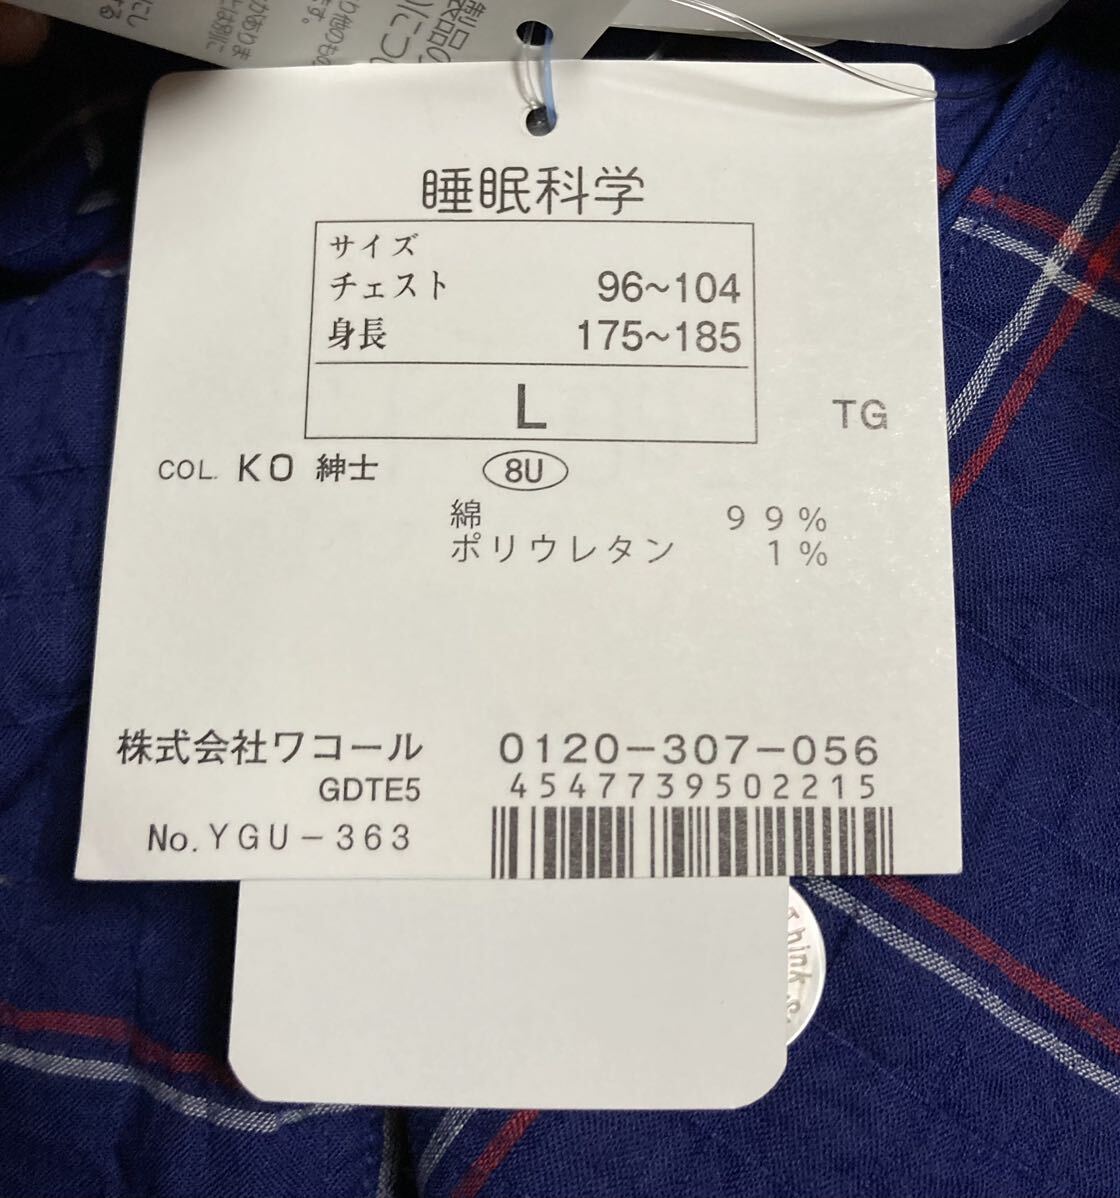 睡眠科学
サイズ
チェスト 96~104
身長 175~185
L
TG
COL. KO 紳士 8U
綿 99%
ポリウレタン 1%
株式会社ワコール 0120-307-056
GDTE5 4547739502215
No. YGU-363
Think